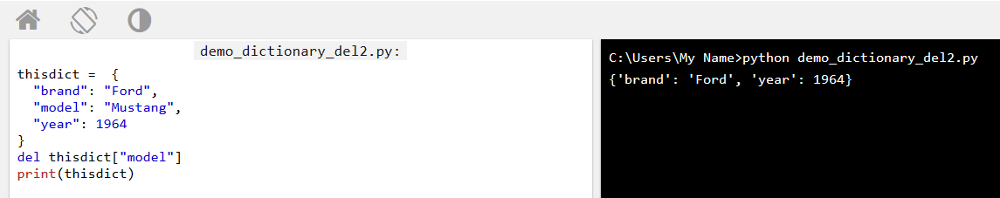 demo_dictionary_del2.py:
thisdict =  {
  "brand": "Ford",
  "model": "Mustang",
  "year": 1964
}
del thisdict["model"]
print(thisdict)
C:\Users\My Name>python demo_dictionary_del2.py
{'brand': 'Ford', 'year': 1964}